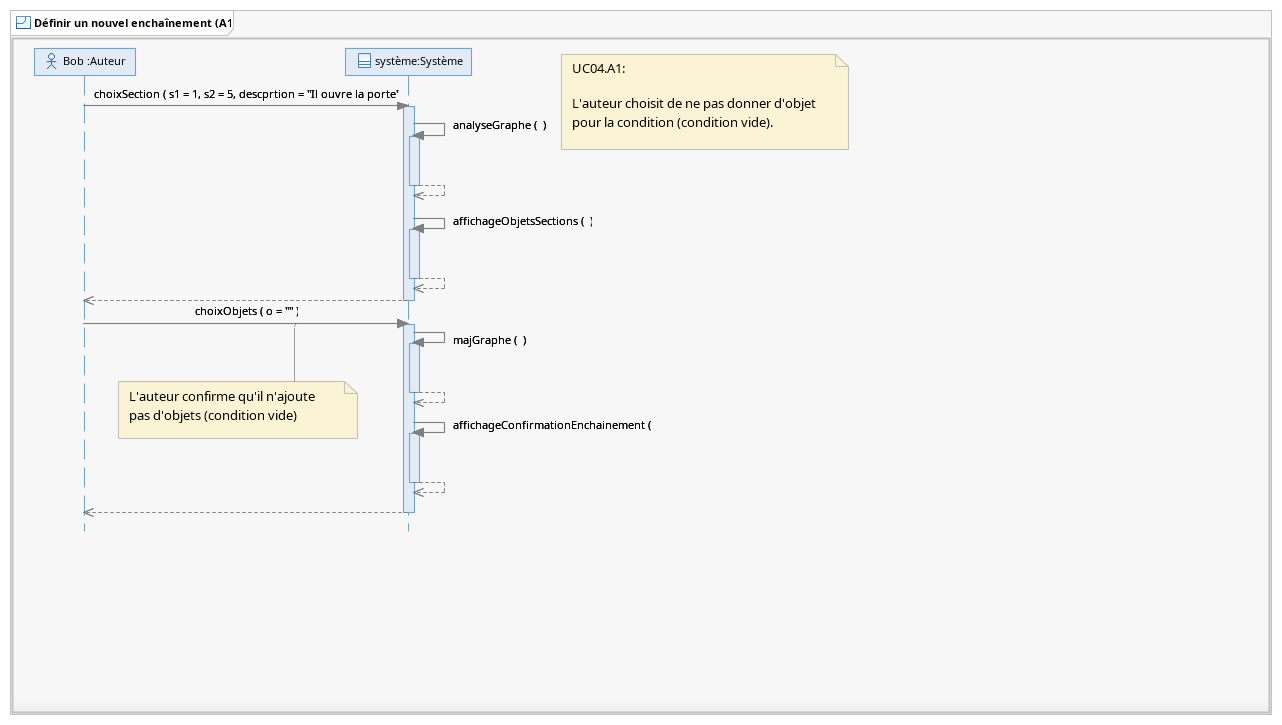 Définir un nouvel enchaînement (A1
Bob :Auteur
système:Système
UC04.A1:
L'auteur choisit de ne pas donner d'objet
pour la condition (condition vide).
choixSection ( s1 = 1, s2 = 5, descprtion = "Il ouvre la porte"
analyseGraphe (  )
affichageObjetsSections (  )
choixObjets ( o = "" )
majGraphe (  )
L'auteur confirme qu'il n'ajoute
pas d'objets (condition vide)
affichageConfirmationEnchainement (